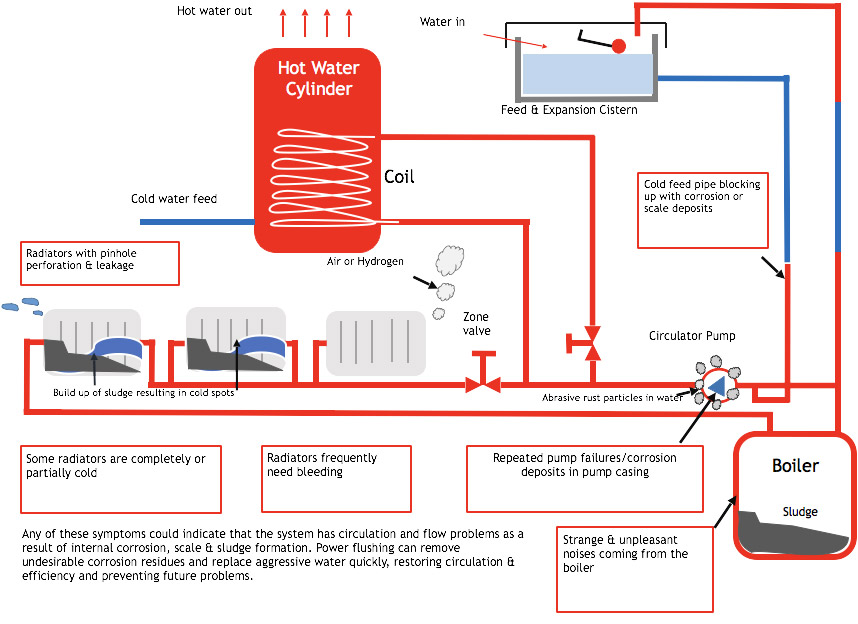 Hot water out
Water in
Hot Water
Cylinder
Feed & Expansion Cistern
Coil
Cold water feed
Cold feed pipe blocking
up with corrosion or
scale deposits
Radiators with pinhole
perforation & leakage
Air or Hydrogen
Zone
valve
Circulator Pump
Build up of sludge resulting in cold spots
Abrasive rust particles in water
Some radiators are completely or
partially cold
Radiators frequently
need bleeding
Repeated pump failures/corrosion
deposits in pump casing
Boiler
Sludge
Strange & unpleasant
noises coming from the
boiler
Any of these symptoms could indicate that the system has circulation and flow problems as a
result of internal corrosion, scale & sludge formation. Power flushing can remove
undesirable corrosion residues and replace aggressive water quickly, restoring circulation &
efficiency and preventing future problems.